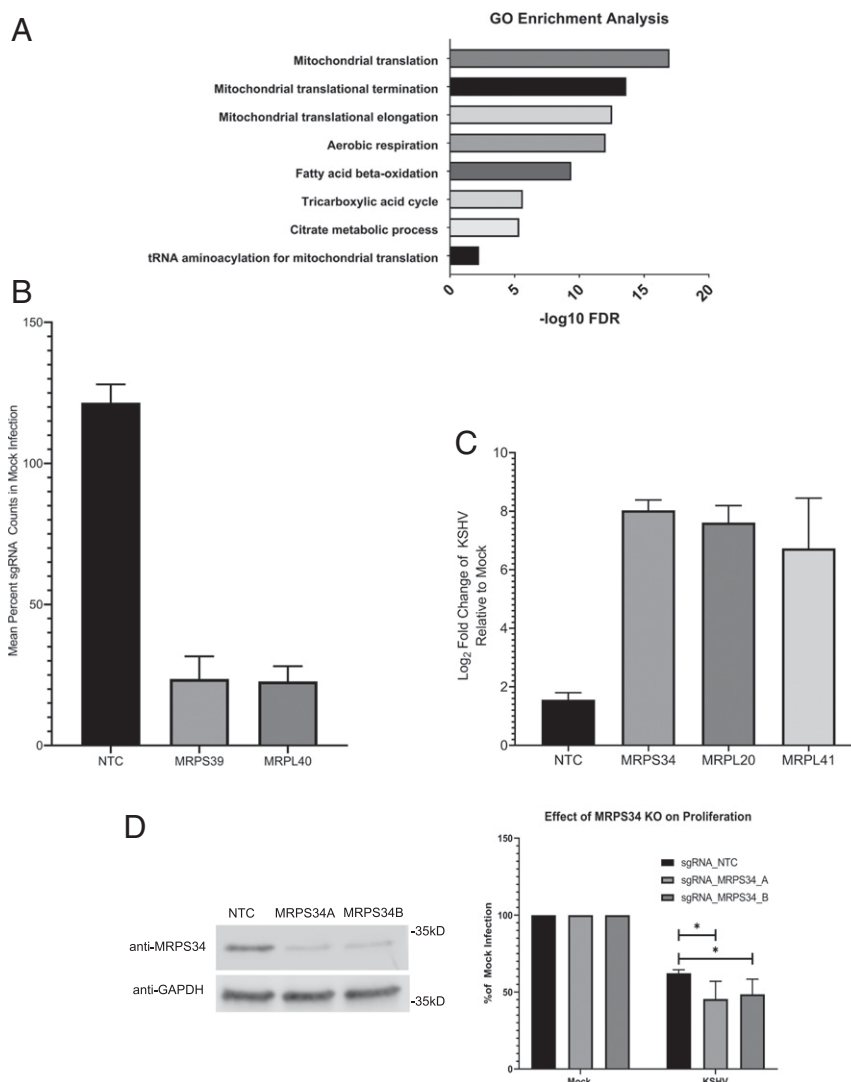 A
GO Enrichment Analysis
Mitochondrial translation
Mitochondrial translational termination
Mitochondrial translational elongation
Aerobic respiration
Fatty acid beta-oxidation
Tricarboxylic acid cycle
Citrate metabolic process
tRNA aminoacylation for mitochondrial translation
0 5 10 15 20
-log10 FDR
B
Mean Percent sgRNA Counts in Mock Infection
150
100
50
0
NTC MRPS39 MRPL40
C
Log2 Fold Change of KSHV
Relative to Mock
10
8
6
4
2
0
NTC MRPS34 MRPL20 MRPL41
D
NTC MRPS34A MRPS34B
-35kD
anti-MRPS34
anti-GAPDH
-35kD
Effect of MRPS34 KO on Proliferation
%of Mock Infection
150
100
50
0
sgRNA_NTC
sgRNA_MRPS34_A
sgRNA_MRPS34_B
*
*
Mock KSHV